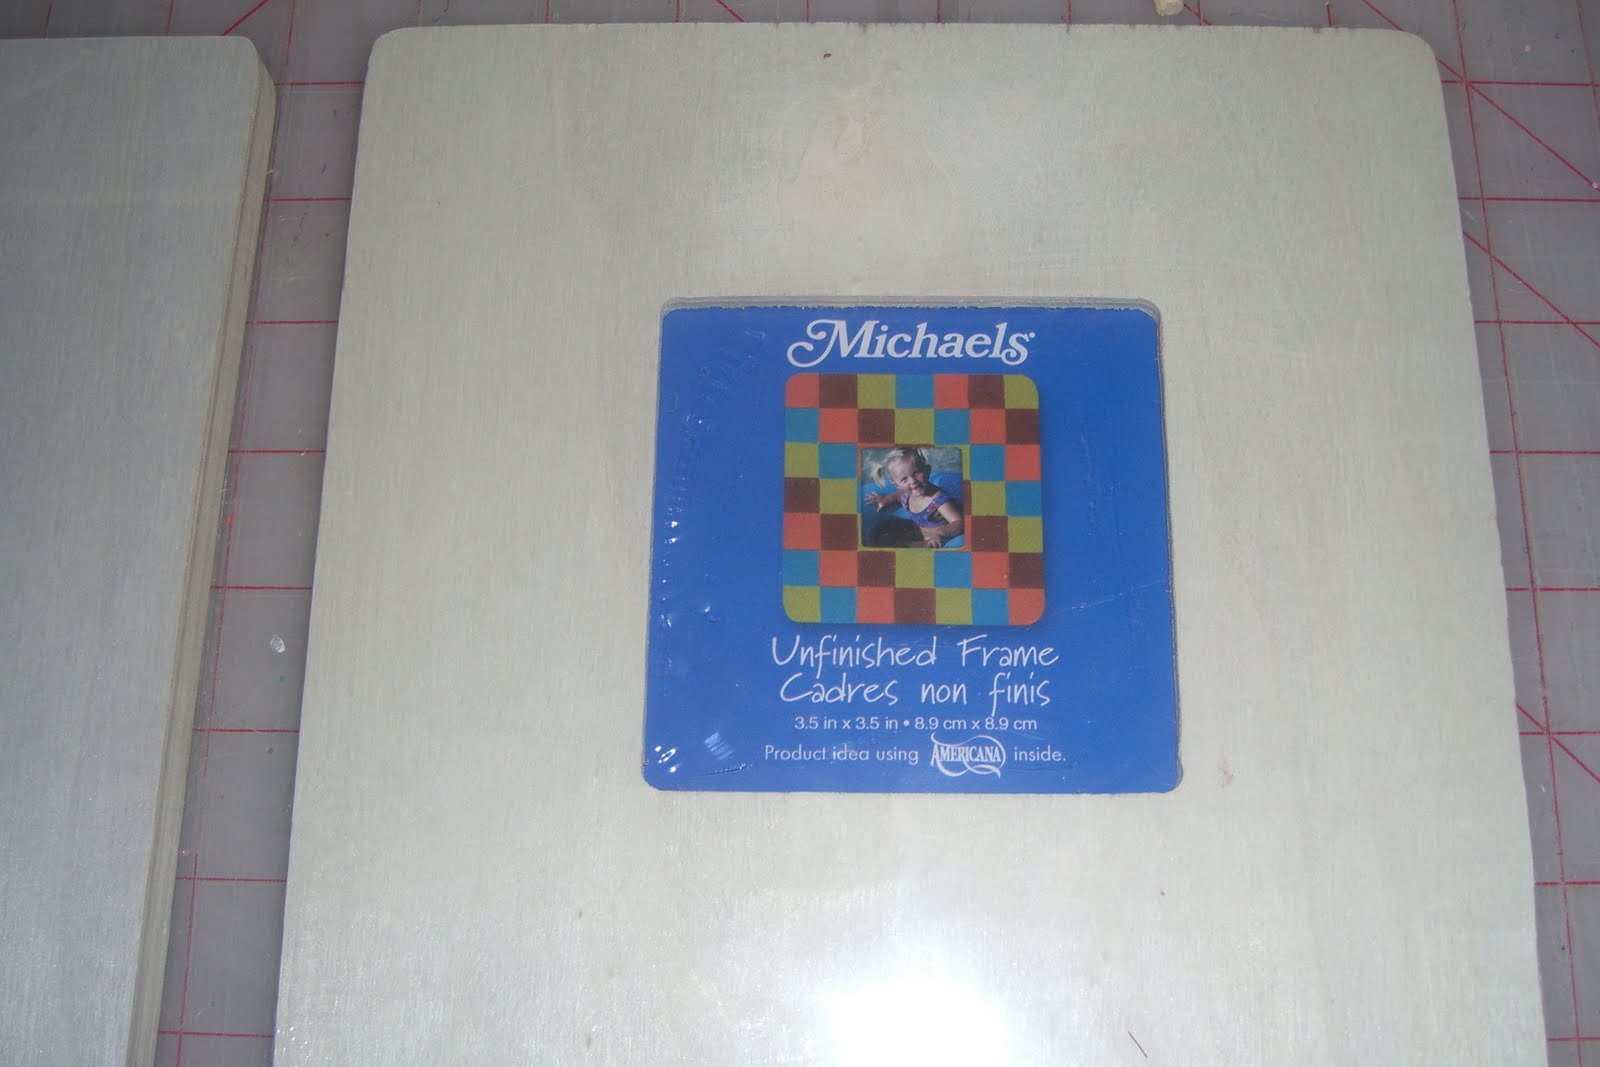 Michaels
Unfinished Frame
Cadres non finis
3.5 in x 3.5 in • 8.9 cm x 8.9 cm
Product idea using AMERICANA inside.